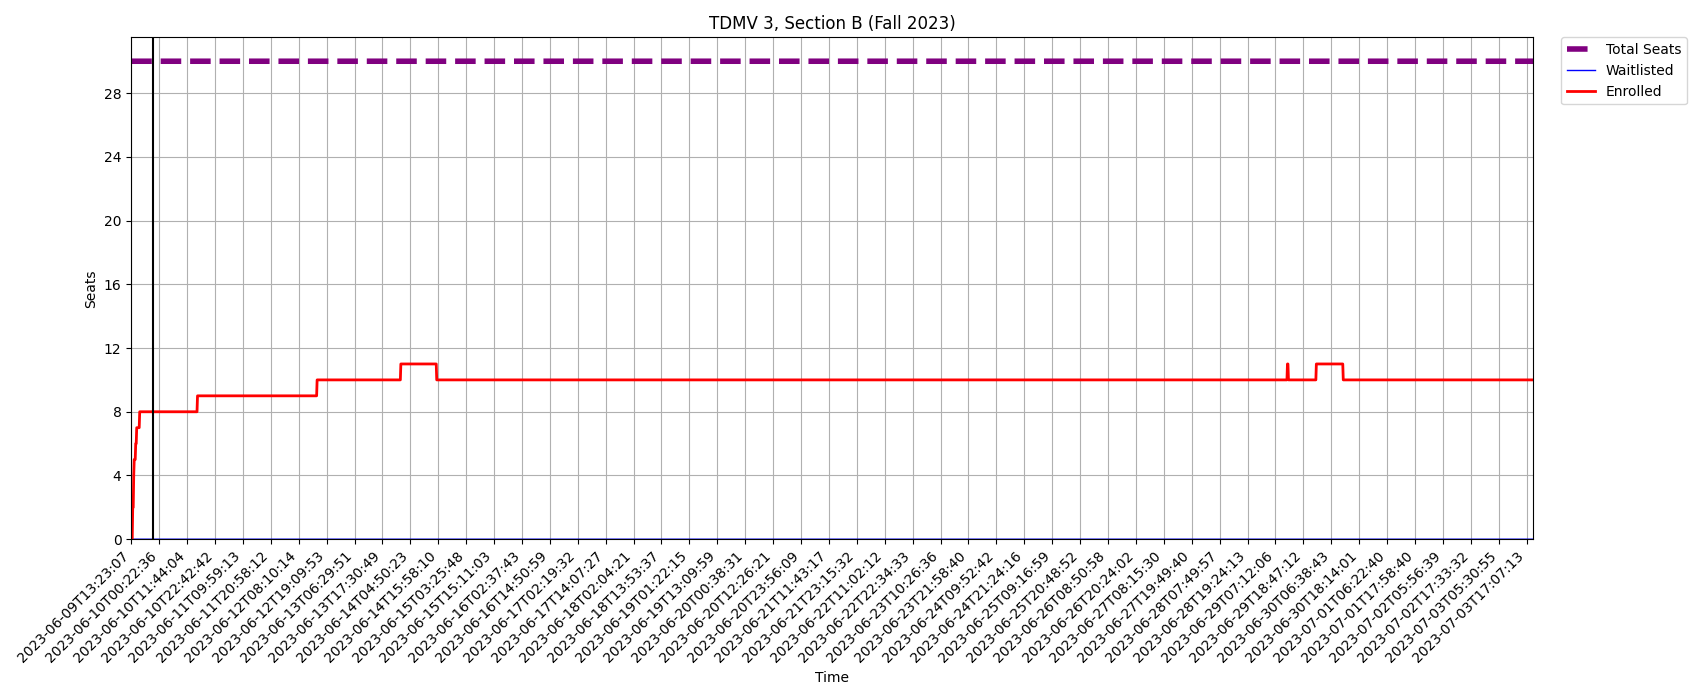 TDMV 3, Section B (Fall 2023)
Total Seats
Waitlisted
Enrolled
Seats
28
24
20
16
12
8
4
0
2023-06-09T13:23:07
2023-06-10T00:22:36
2023-06-10T11:44:04
2023-06-10T22:42:42
2023-06-11T09:59:13
2023-06-11T20:58:12
2023-06-12T08:10:14
2023-06-12T19:09:53
2023-06-13T06:29:51
2023-06-13T17:30:49
2023-06-14T04:50:23
2023-06-14T15:58:10
2023-06-15T03:25:48
2023-06-15T15:11:03
2023-06-16T02:37:43
2023-06-16T14:50:59
2023-06-17T02:19:32
2023-06-17T14:07:27
2023-06-18T02:04:21
2023-06-18T13:53:37
2023-06-19T01:22:15
2023-06-19T13:09:59
2023-06-20T00:38:31
2023-06-20T12:26:21
2023-06-20T23:56:09
2023-06-21T11:43:17
2023-06-21T23:15:32
2023-06-22T11:02:12
2023-06-22T22:34:33
2023-06-23T10:26:36
2023-06-23T21:58:40
2023-06-24T09:52:42
2023-06-24T21:24:16
2023-06-25T09:16:59
2023-06-25T20:48:52
2023-06-26T08:50:58
2023-06-26T20:24:02
2023-06-27T08:15:30
2023-06-27T19:49:40
2023-06-28T07:49:57
2023-06-28T19:24:13
2023-06-29T07:12:06
2023-06-29T18:47:12
2023-06-30T06:38:43
2023-06-30T18:14:01
2023-07-01T06:22:40
2023-07-01T17:58:40
2023-07-02T05:56:39
2023-07-02T17:33:32
2023-07-03T05:30:55
2023-07-03T17:07:13
Time